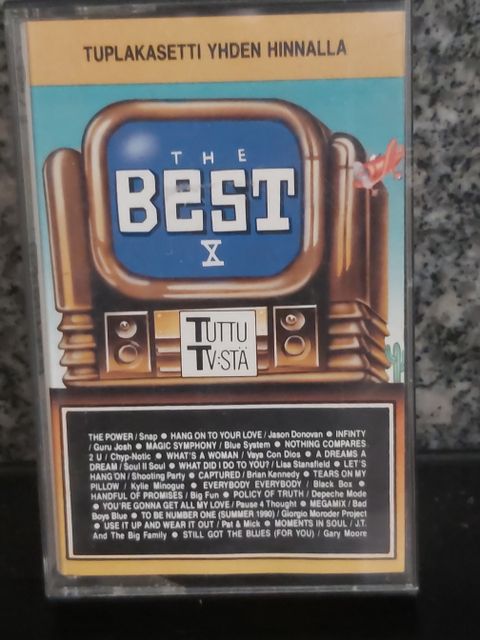 TUPLAKASETTI YHDEN HINNALLA
THE
BEST
X
TUTTU
TV:STÄ
THE POWER / Snap ● HANG ON TO YOUR LOVE / Jason Donovan ● INFINTY
/ Guru Josh ● MAGIC SYMPHONY / Blue System ● NOTHING COMPARES
2 U / Chyp-Notic ● WHAT'S A WOMAN / Vaya Con Dios ● A DREAMS A
DREAM / Soul II Soul ● WHAT DID I DO TO YOU? / Lisa Stansfield ● LET'S
HANG ON / Shooting Party ● CAPTURED / Brian Kennedy ● TEARS ON MY
PILLOW / Kylie Minogue ● EVERYBODY EVERYBODY / Black Box ●
HANDFUL OF PROMISES / Big Fun ● POLICY OF TRUTH / Depeche Mode
● YOU'RE GONNA GET ALL MY LOVE / Pause 4 Thought ● MEGAMIX / Bad
Boys Blue ● TO BE NUMBER ONE (SUMMER 1990) / Giorgio Moroder Project
● USE IT UP AND WEAR IT OUT / Pat & Mick ● MOMENTS IN SOUL / J.T.
And The Big Family ● STILL GOT THE BLUES (FOR YOU) / Gary Moore